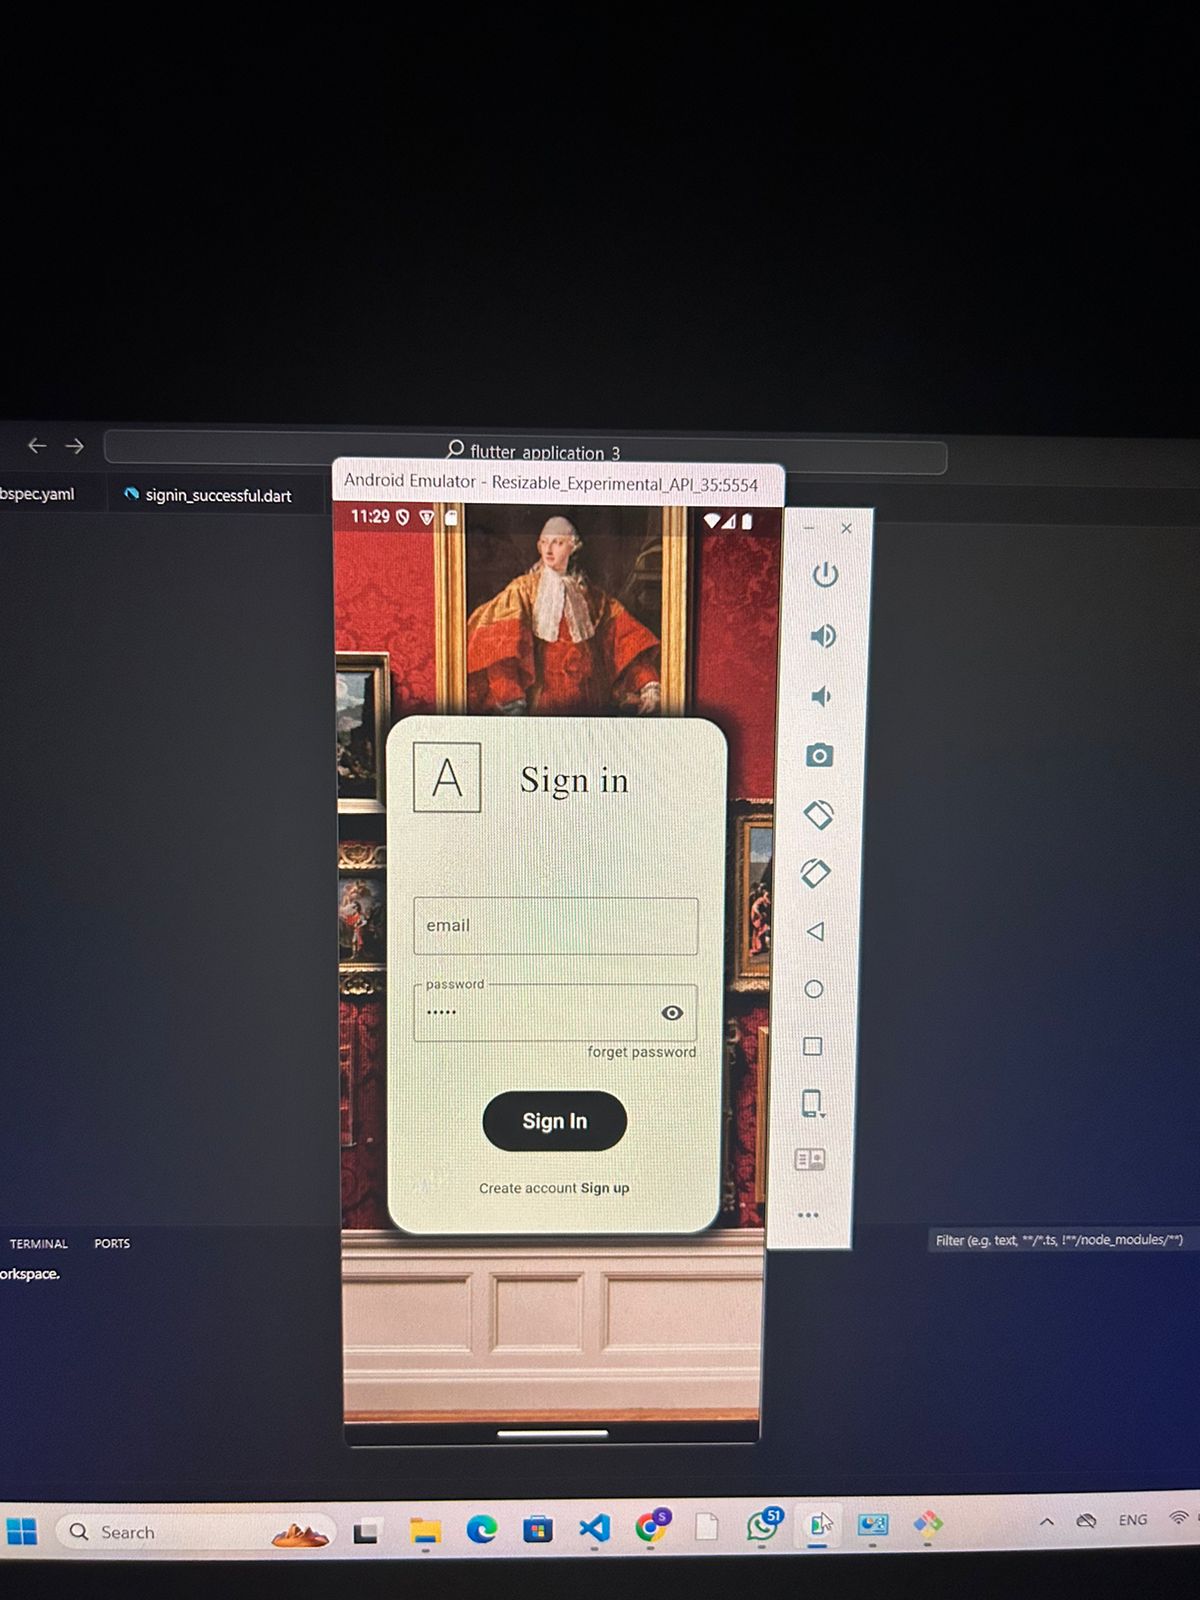 flutter_application_3
bspec.yaml
signin_successful.dart
Android Emulator - Resizable_Experimental_API_35:5554
11:29
A
Sign in
email
password
•••••
forget password
Sign In
Create account Sign up
TERMINAL
PORTS
Filter (e.g. text, **/*.ts, !**/node_modules/**)
orkspace.
Search
S
51
ENG